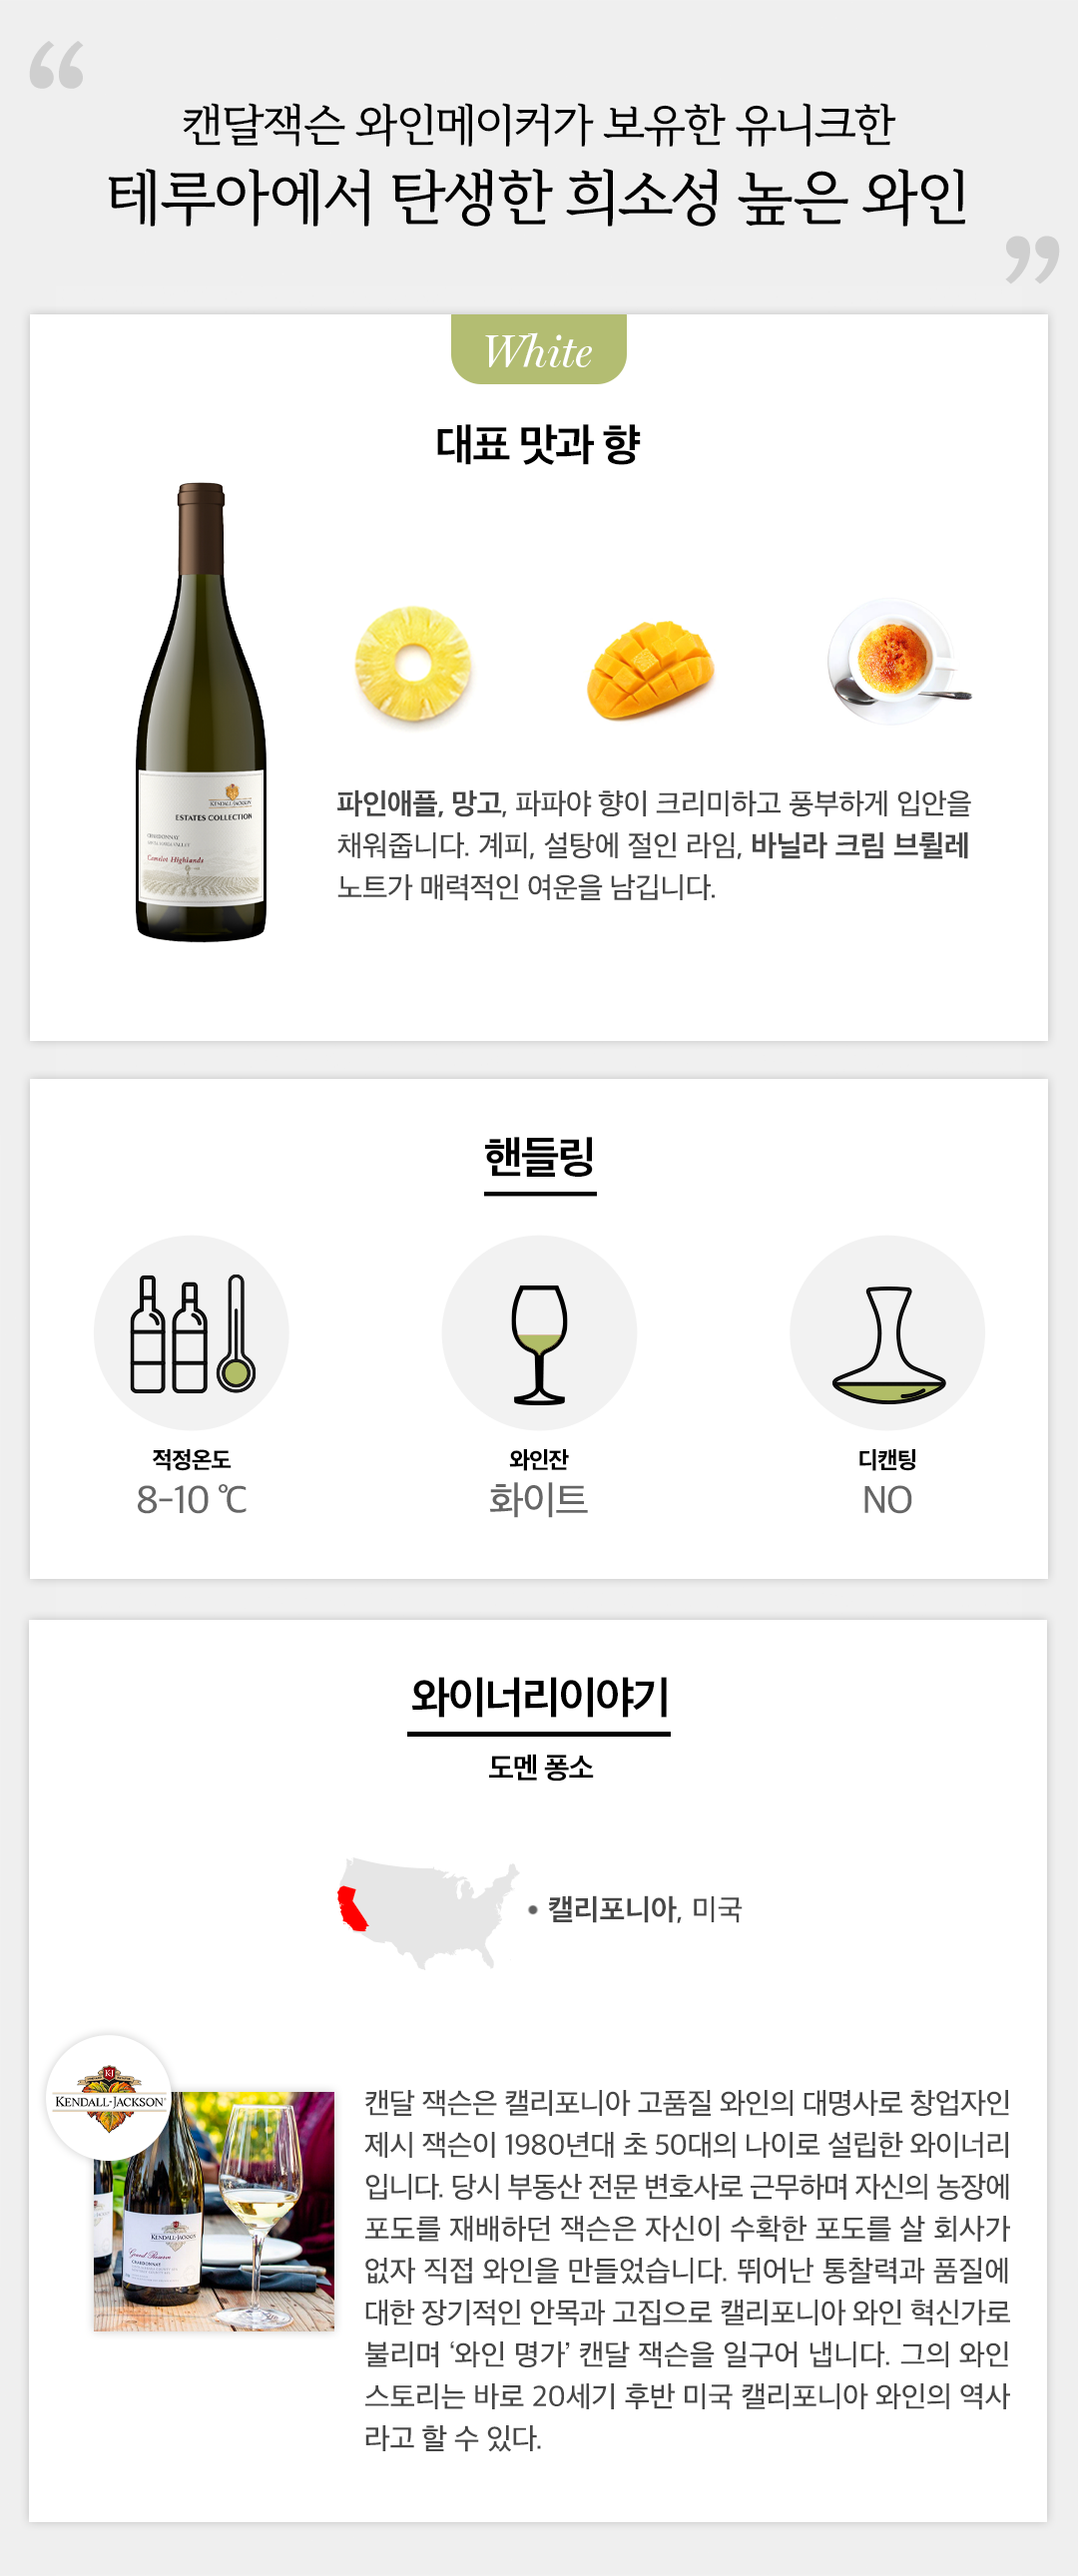 “
캔달잭슨 와인메이커가 보유한 유니크한
테루아에서 탄생한 희소성 높은 와인
”
White
대표 맛과 향
KENDALL-JACKSON
ESTATES COLLECTION
CHARDONNAY
Camelot Highlands
파인애플, 망고, 파파야 향이 크리미하고 풍부하게 입안을
채워줍니다. 계피, 설탕에 절인 라임, 바닐라 크림 브륄레
노트가 매력적인 여운을 남깁니다.
핸들링
적정온도
8-10 ℃
와인잔
화이트
디캔팅
NO
와이너리이야기
도멘 퐁소
• 캘리포니아, 미국
KJ
KENDALL-JACKSON
KENDALL-JACKSON
Grand Reserve
CHARDONNAY
캔달 잭슨은 캘리포니아 고품질 와인의 대명사로 창업자인
제시 잭슨이 1980년대 초 50대의 나이로 설립한 와이너리
입니다. 당시 부동산 전문 변호사로 근무하며 자신의 농장에
포도를 재배하던 잭슨은 자신이 수확한 포도를 살 회사가
없자 직접 와인을 만들었습니다. 뛰어난 통찰력과 품질에
대한 장기적인 안목과 고집으로 캘리포니아 와인 혁신가로
불리며 ‘와인 명가’ 캔달 잭슨을 일구어 냅니다. 그의 와인
스토리는 바로 20세기 후반 미국 캘리포니아 와인의 역사
라고 할 수 있다.